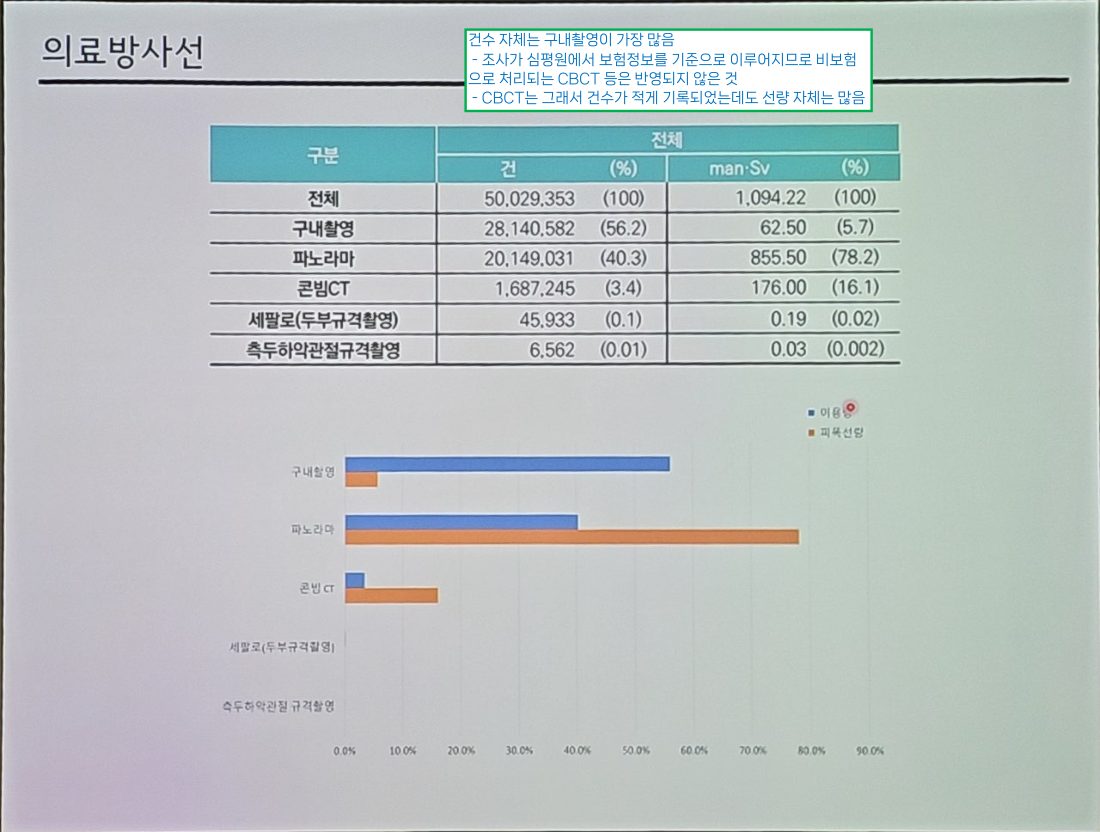 의료방사선
건수 자체는 구내촬영이 가장 많음
- 조사가 심평원에서 보험정보를 기준으로 이루어지므로 비보험
으로 처리되는 CBCT 등은 반영되지 않은 것
- CBCT는 그래서 건수가 적게 기록되었는데도 선량 자체는 많음
구분 전체
건 (%) man·Sv (%)
전체 50,029,353 (100) 1,094.22 (100)
구내촬영 28,140,582 (56.2) 62.50 (5.7)
파노라마 20,149,031 (40.3) 855.50 (78.2)
콘빔CT 1,687,245 (3.4) 176.00 (16.1)
세팔로(두부규격촬영) 45,933 (0.1) 0.19 (0.02)
측두하악관절규격촬영 6,562 (0.01) 0.03 (0.002)
피폭선량
구내촬영
파노라마
콘빔 CT
세팔로(두부규격촬영)
측두하악관절 규격촬영
0.0% 10.0% 20.0% 30.0% 40.0% 50.0% 60.0% 70.0% 80.0% 90.0%